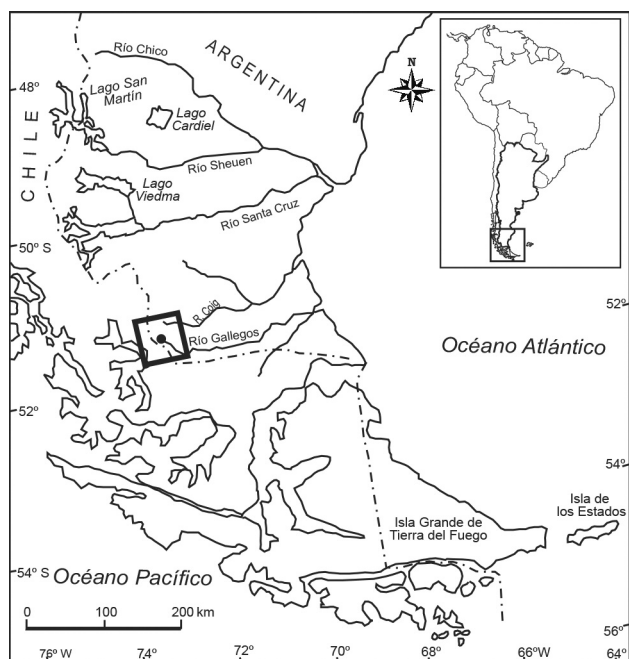 Río Chico
ARGENTINA
N
48º
Lago San
Martín
Lago
Cardiel
CHILE
Río Sheuen
Lago
Viedma
Río Santa Cruz
50º S
R. Coig
52º
Río Gallegos
Océano Atlántico
52º
54º
Isla de
los Estados
Isla Grande de
Tierra del Fuego
54º S
Océano Pacífico
0 100 200 km
56º
76º W 74º 72º 70º 68º 66ºW 64º